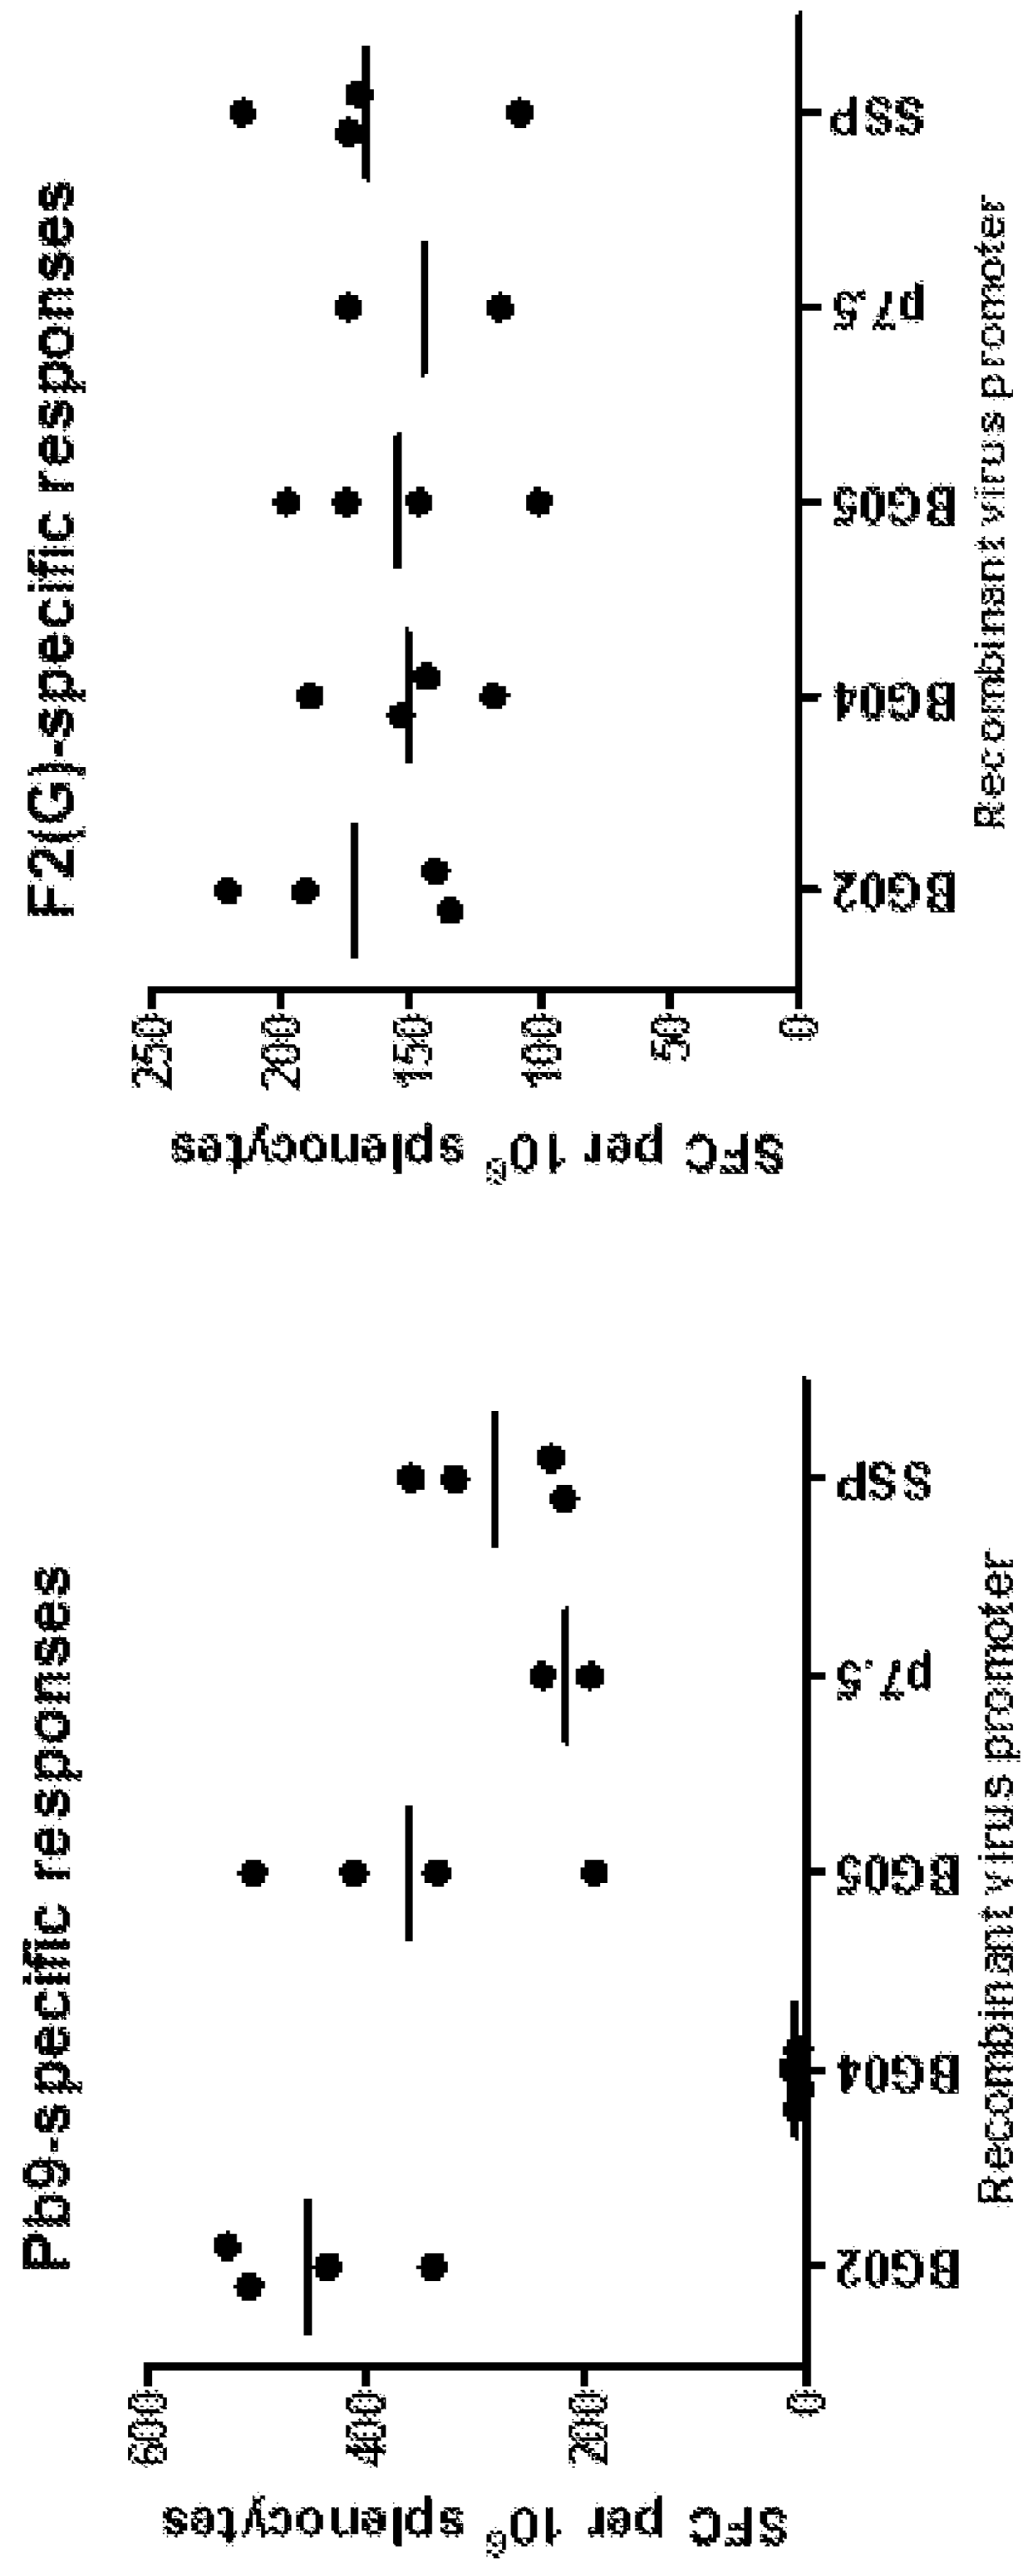 Pb9-specific responses
SFC per 10⁶ splenocytes
600
400
200
0
BG02
BG04
BG05
p7.5
SSP
Recombinant virus promoter
F2(G)-specific responses
SFC per 10⁶ splenocytes
250
200
150
100
50
0
BG02
BG04
BG05
p7.5
SSP
Recombinant virus promoter